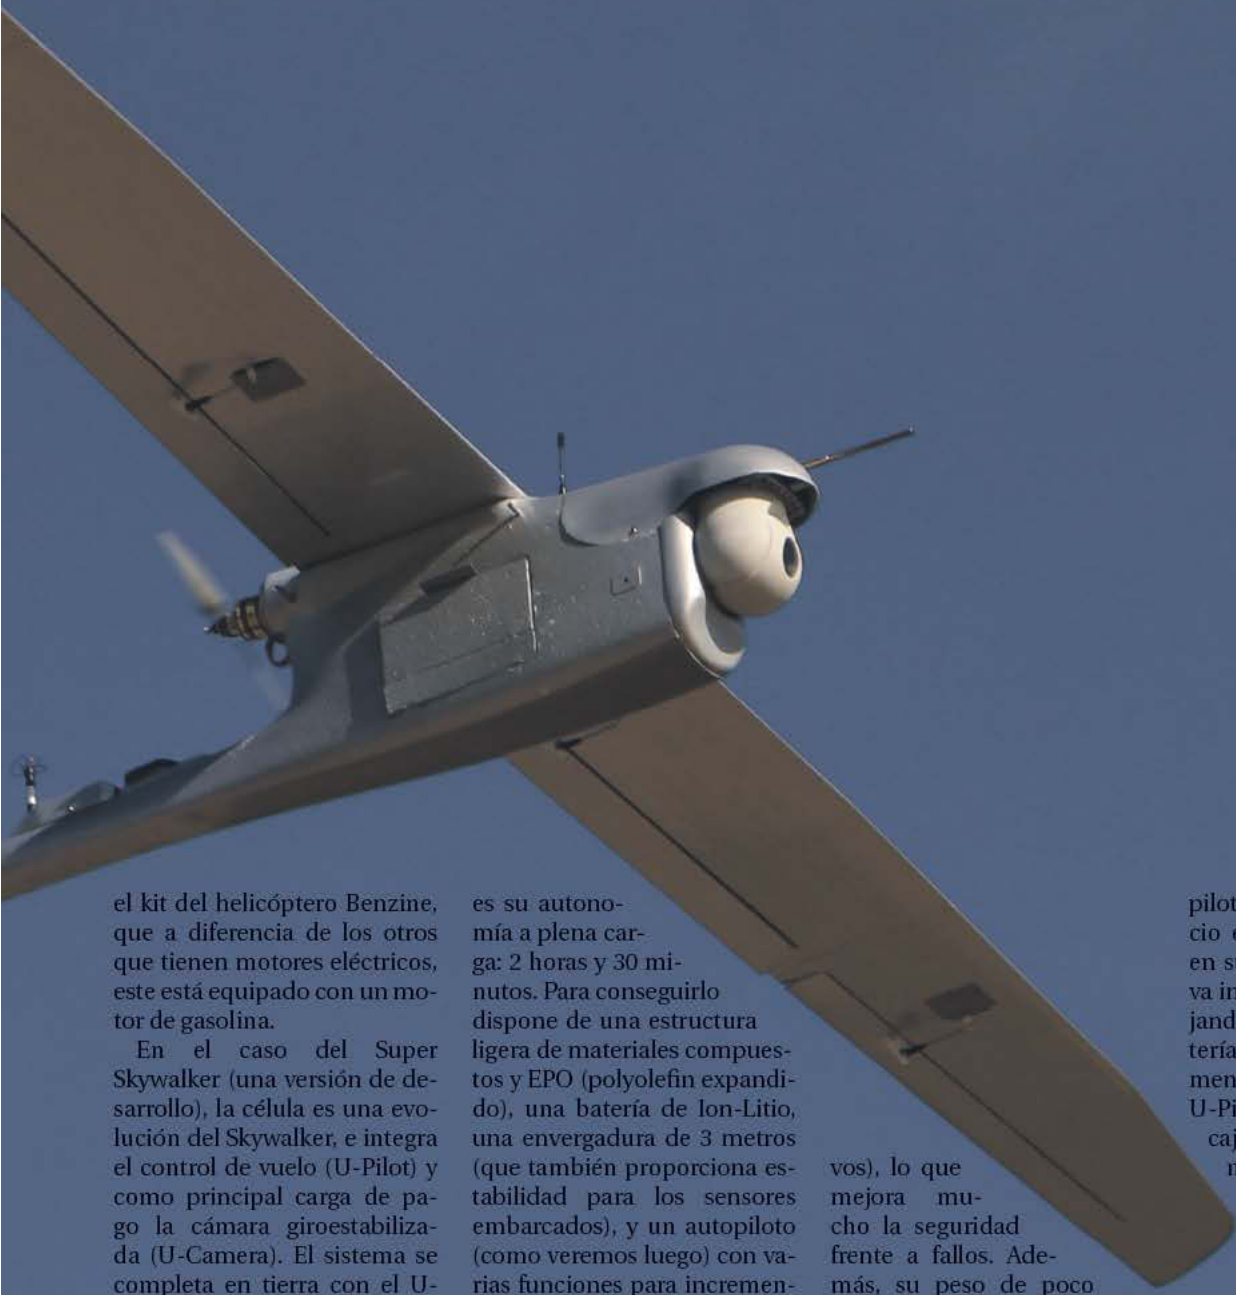 el kit del helicóptero Benzine,
que a diferencia de los otros
que tienen motores eléctricos,
este está equipado con un mo-
tor de gasolina.
En el caso del Super
Skywalker (una versión de de-
sarrollo), la célula es una evo-
lución del Skywalker, e integra
el control de vuelo (U-Pilot) y
como principal carga de pa-
go la cámara giroestabiliza-
da (U-Camera). El sistema se
completa en tierra con el U-
es su autono-
mía a plena car-
ga: 2 horas y 30 mi-
nutos. Para conseguirlo
dispone de una estructura
ligera de materiales compues-
tos y EPO (polyolefin expandi-
do), una batería de Ion-Litio,
una envergadura de 3 metros
(que también proporciona es-
tabilidad para los sensores
embarcados), y un autopiloto
(como veremos luego) con va-
rias funciones para incremen-
vos), lo que
mejora mu-
cho la seguridad
frente a fallos. Ade-
más, su peso de poco
pilot
cio
en
va
jand
tería
men